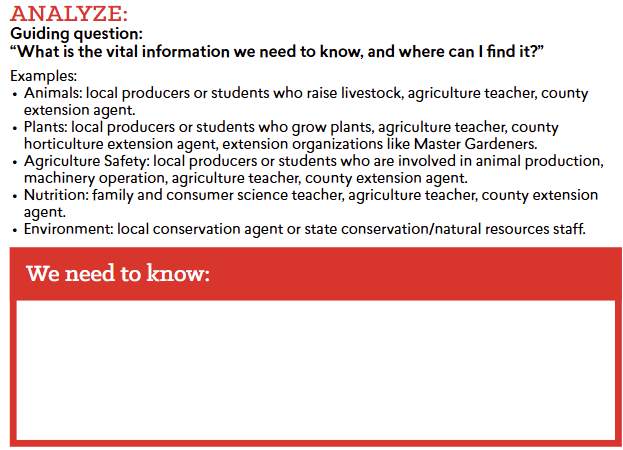 ANALYZE:
Guiding question:
“What is the vital information we need to know, and where can I find it?”
Examples:
• Animals: local producers or students who raise livestock, agriculture teacher, county
extension agent.
• Plants: local producers or students who grow plants, agriculture teacher, county
horticulture extension agent, extension organizations like Master Gardeners.
• Agriculture Safety: local producers or students who are involved in animal production,
machinery operation, agriculture teacher, county extension agent.
• Nutrition: family and consumer science teacher, agriculture teacher, county extension
agent.
• Environment: local conservation agent or state conservation/natural resources staff.
We need to know: